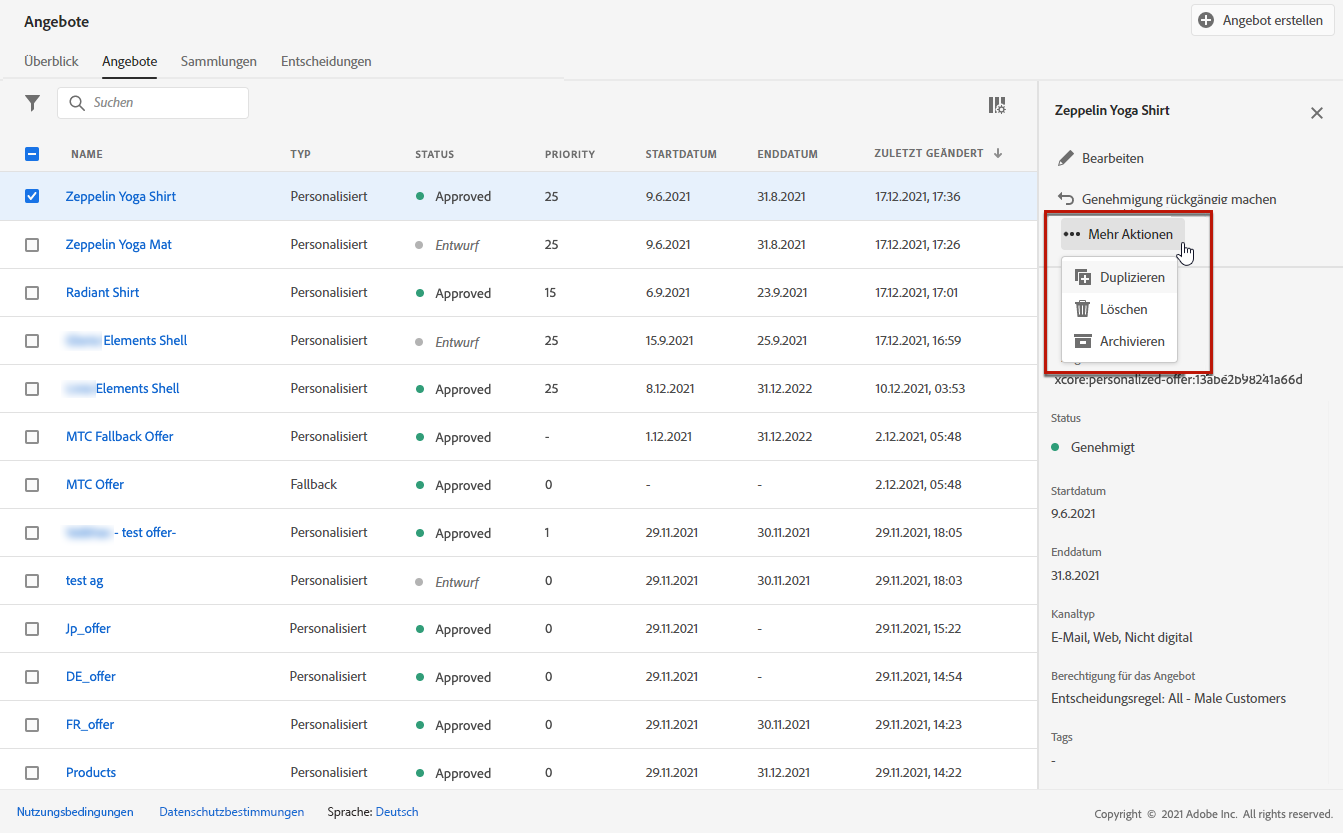 Angebote
Angebot erstellen
Überblick Angebote Sammlungen Entscheidungen
Suchen
NAME TYP STATUS PRIORITY STARTDATUM ENDDATUM ZULETZT GEÄNDERT
Zeppelin Yoga Shirt Personalisiert Approved 25 9.6.2021 31.8.2021 17.12.2021, 17:36
Zeppelin Yoga Mat Personalisiert Entwurf 25 9.6.2021 31.8.2021 17.12.2021, 17:26
Radiant Shirt Personalisiert Approved 15 6.9.2021 23.9.2021 17.12.2021, 17:01
Elements Shell Personalisiert Entwurf 25 15.9.2021 25.9.2021 17.12.2021, 16:59
Elements Shell Personalisiert Approved 25 8.12.2021 31.12.2022 10.12.2021, 03:53
MTC Fallback Offer Personalisiert Approved - 1.12.2021 31.12.2022 2.12.2021, 05:48
MTC Offer Fallback Approved 0 - - 2.12.2021, 05:48
- test offer- Personalisiert Approved 1 29.11.2021 30.11.2021 29.11.2021, 18:05
test ag Personalisiert Entwurf 0 29.11.2021 30.11.2021 29.11.2021, 18:03
Jp_offer Personalisiert Approved 0 29.11.2021 - 29.11.2021, 15:22
DE_offer Personalisiert Approved 0 29.11.2021 - 29.11.2021, 14:54
FR_offer Personalisiert Approved 0 29.11.2021 30.11.2021 29.11.2021, 14:23
Products Personalisiert Approved 0 29.11.2021 31.12.2021 29.11.2021, 14:22
Zeppelin Yoga Shirt
Bearbeiten
Genehmigung rückgängig machen
Mehr Aktionen
Duplizieren
Löschen
Archivieren
xcore:personalized-offer:13abe2b98241a66d
Status
Genehmigt
Startdatum
9.6.2021
Enddatum
31.8.2021
Kanaltyp
E-Mail, Web, Nicht digital
Berechtigung für das Angebot
Entscheidungsregel: All - Male Customers
Tags
-
Nutzungsbedingungen Datenschutzbestimmungen Sprache: Deutsch
Copyright © 2021 Adobe Inc. All rights reserved.